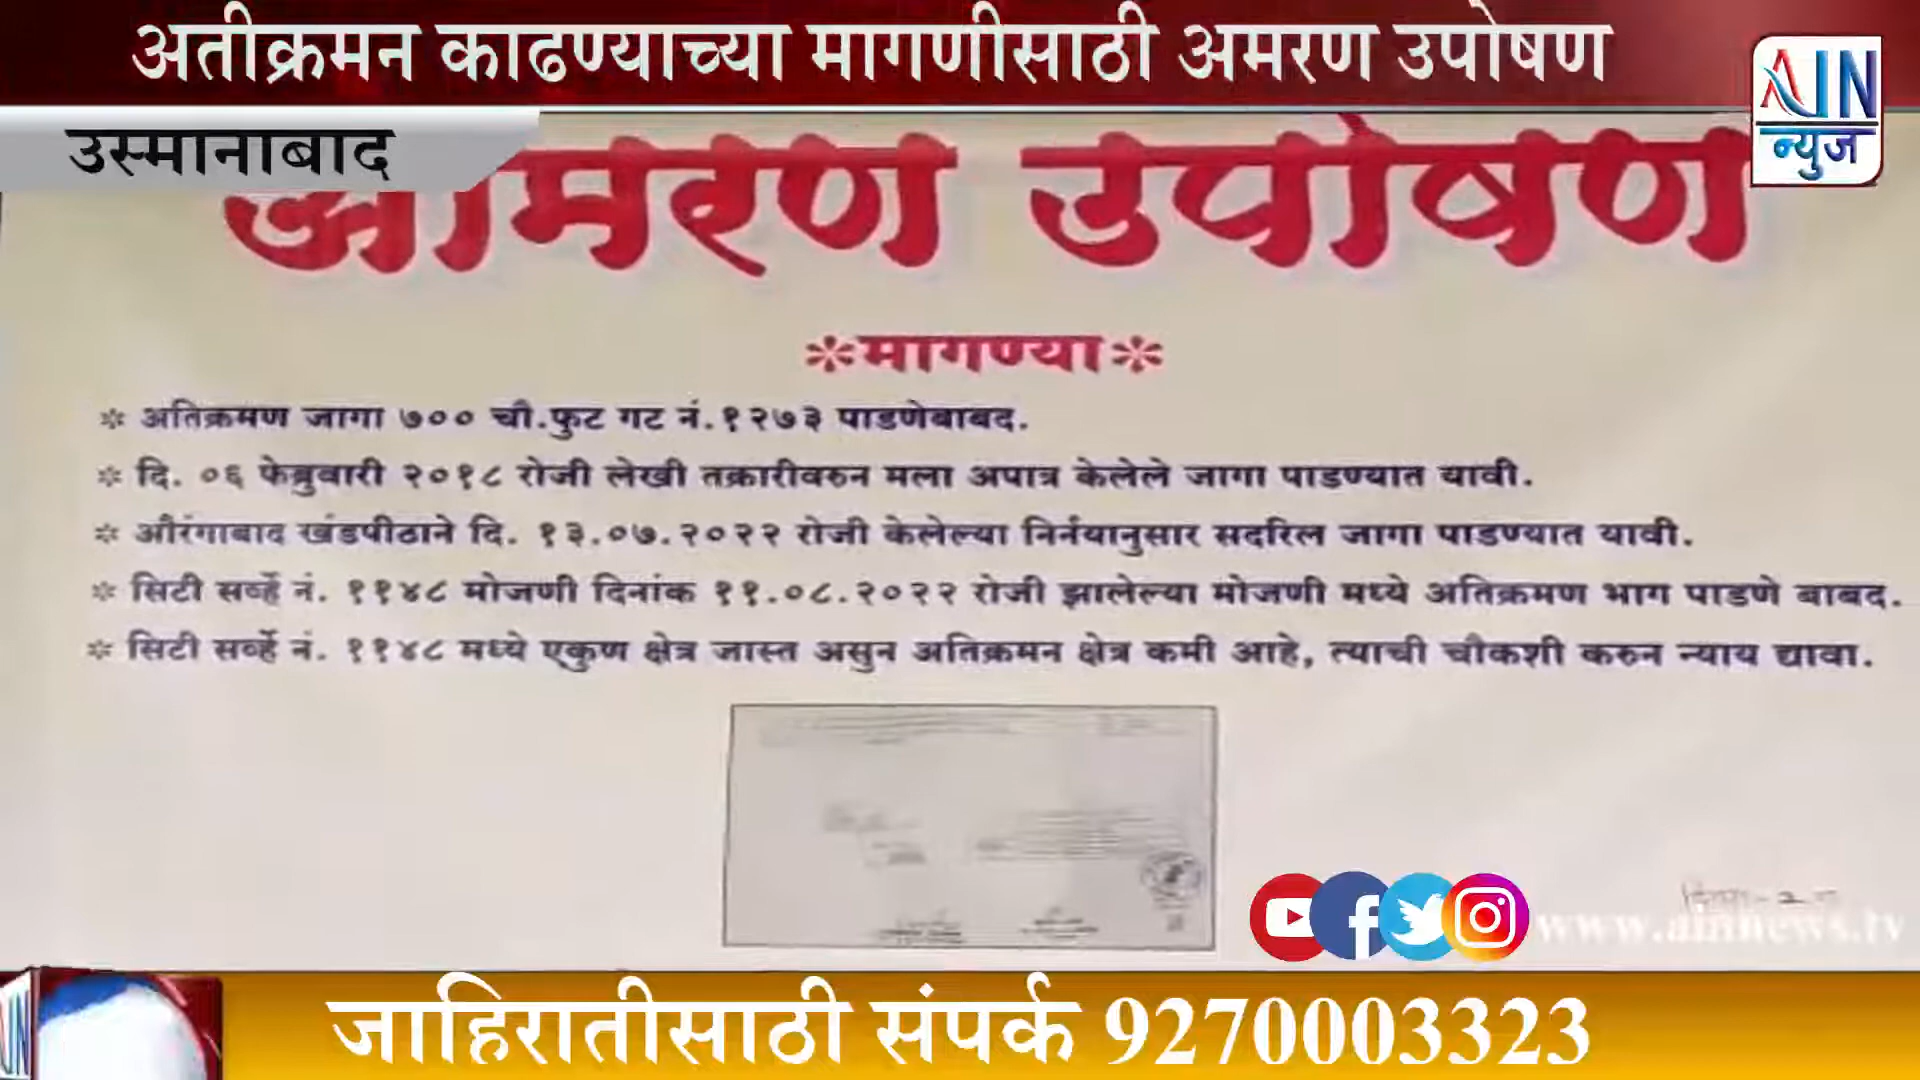 अतीक्रमन काढण्याच्या मागणीसाठी अमरण उपोषण
AIN
न्युज
उस्मानाबाद
आमरण उपोषण
*मागण्या*
* अतिक्रमण जागा ७०० चौ.फुट गट नं.१२७३ पाडणेबाबद.
* दि. ०६ फेब्रुवारी २०१८ रोजी लेखी तक्रारीवरुन मला अपात्र केलेले जागा पाडण्यात यावी.
* औरंगाबाद खंडपीठाने दि. १३.०७.२०२२ रोजी केलेल्या निर्नयानुसार सदरिल जागा पाडण्यात यावी.
* सिटी सर्व्हे नं. ११४८ मोजणी दिनांक ११.०८.२०२२ रोजी झालेल्या मोजणी मध्ये अतिक्रमण भाग पाडणे बाबद.
* सिटी सर्व्हे नं. ११४८ मध्ये एकुण क्षेत्र जास्त असुन अतिक्रमन क्षेत्र कमी आहे, त्याची चौकशी करुन न्याय द्यावा.
www.ainnews.tv
IN
जाहिरातीसाठी संपर्क 9270003323